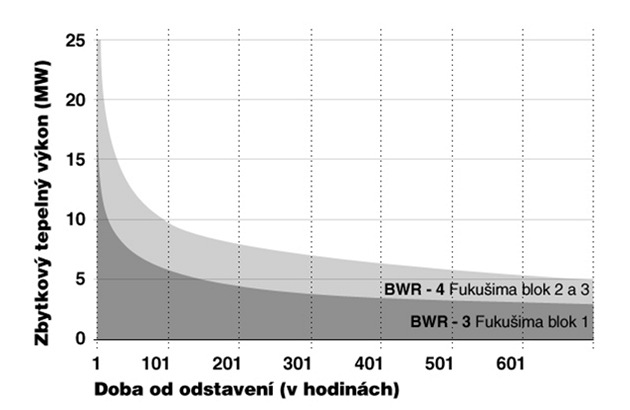 Zbytkový tepelný výkon (MW)
25
20
15
10
5
0
BWR - 4 Fukušima blok 2 a 3
BWR - 3 Fukušima blok 1
1 101 201 301 401 501 601
Doba od odstavení (v hodinách)